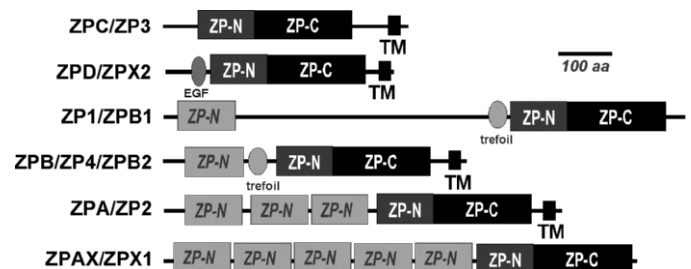 ZPC/ZP3 ZP-N ZP-C TM
100 aa
ZPD/ZPX2 EGF ZP-N ZP-C TM
ZP1/ZPB1 ZP-N trefoil ZP-N ZP-C
ZPB/ZP4/ZPB2 ZP-N trefoil ZP-N ZP-C TM
ZPA/ZP2 ZP-N ZP-N ZP-N ZP-N ZP-C TM
ZPAX/ZPX1 ZP-N ZP-N ZP-N ZP-N ZP-N ZP-N ZP-C